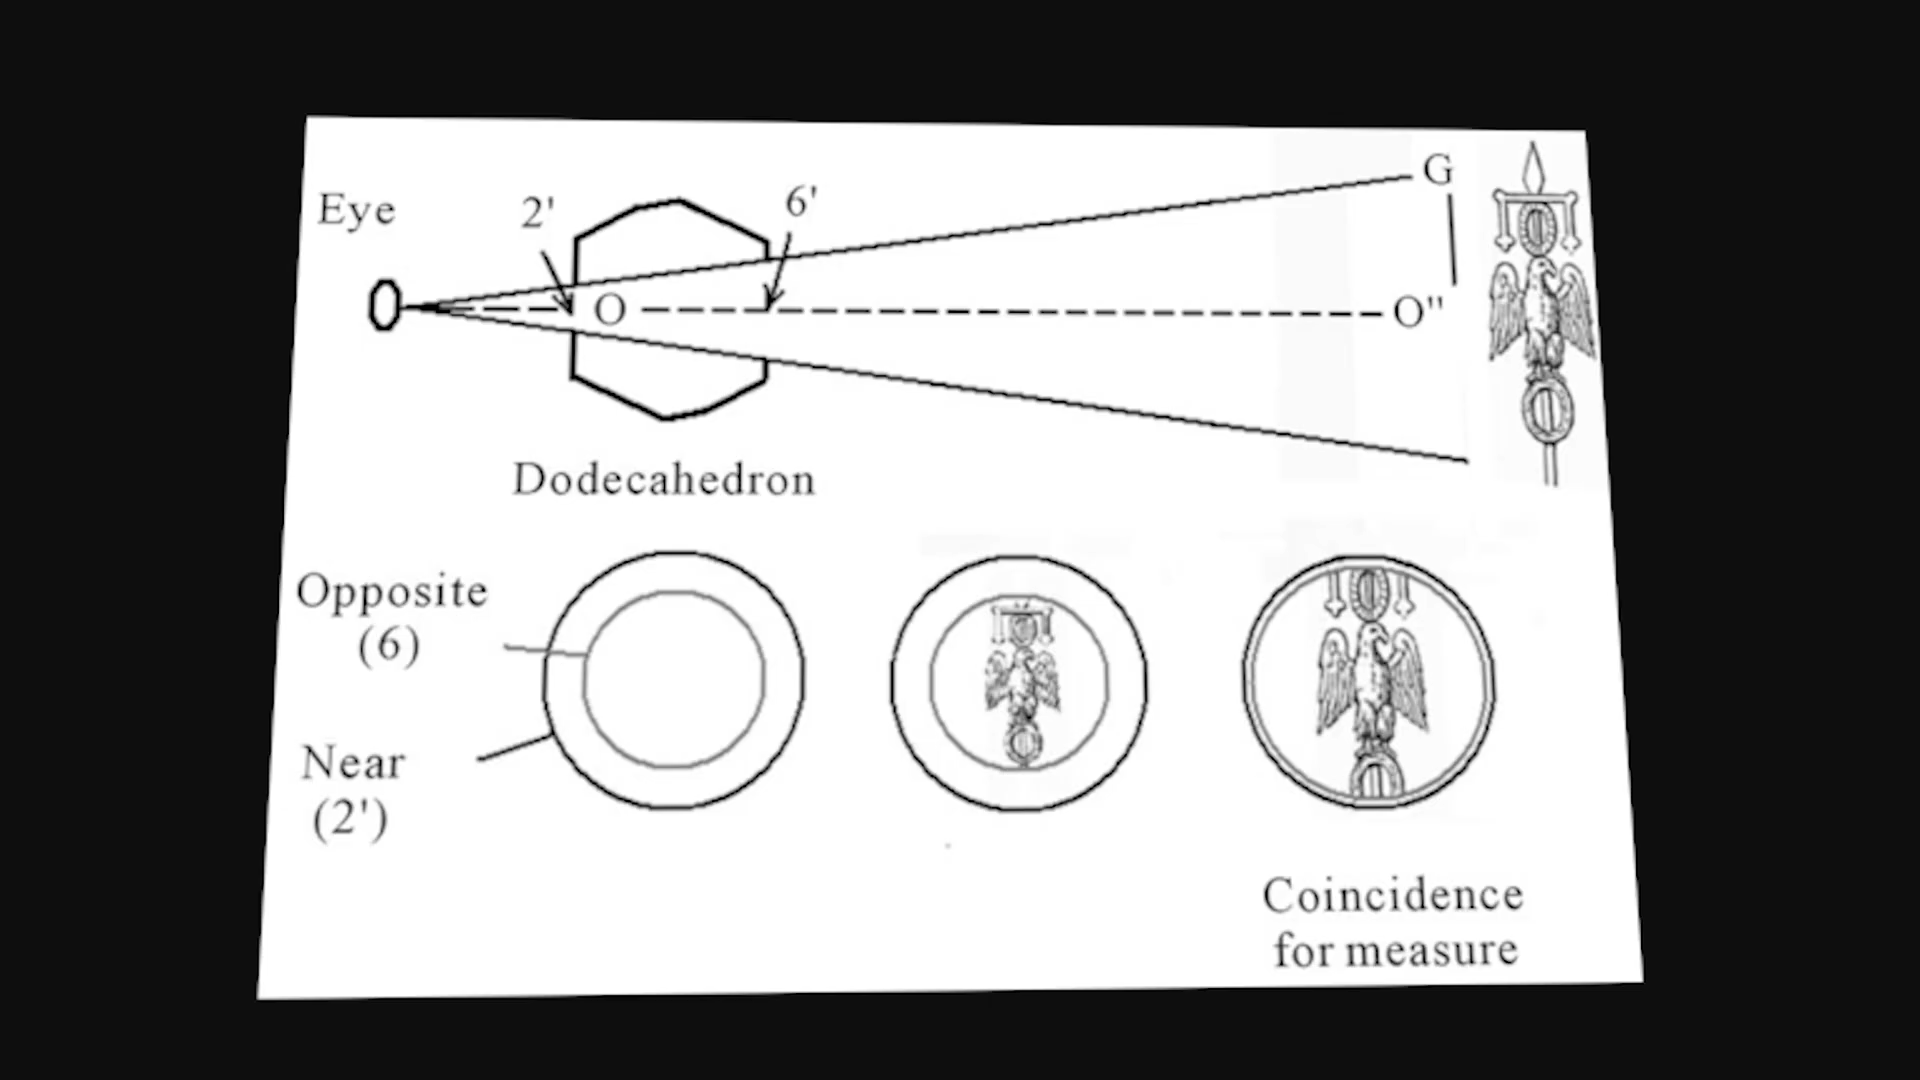 Eye
2'
6'
G
O
O"
Dodecahedron
Opposite
(6)
Near
(2')
Coincidence
for measure